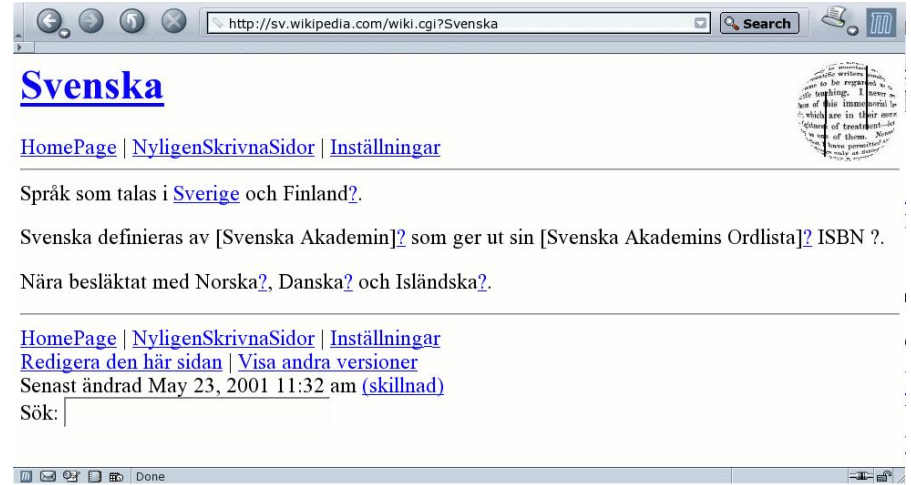 http://sv.wikipedia.com/wiki.cgi?Svenska
Search
Svenska
HomePage | NyligenSkrivnaSidor | Inställningar
Språk som talas i Sverige och Finland?.
Svenska definieras av [Svenska Akademin]? som ger ut sin [Svenska Akademins Ordlista]? ISBN ?.
Nära besläktat med Norska?, Danska? och Isländska?.
HomePage | NyligenSkrivnaSidor | Inställningar
Redigera den här sidan | Visa andra versioner
Senast ändrad May 23, 2001 11:32 am (skillnad)
Sök:
Done